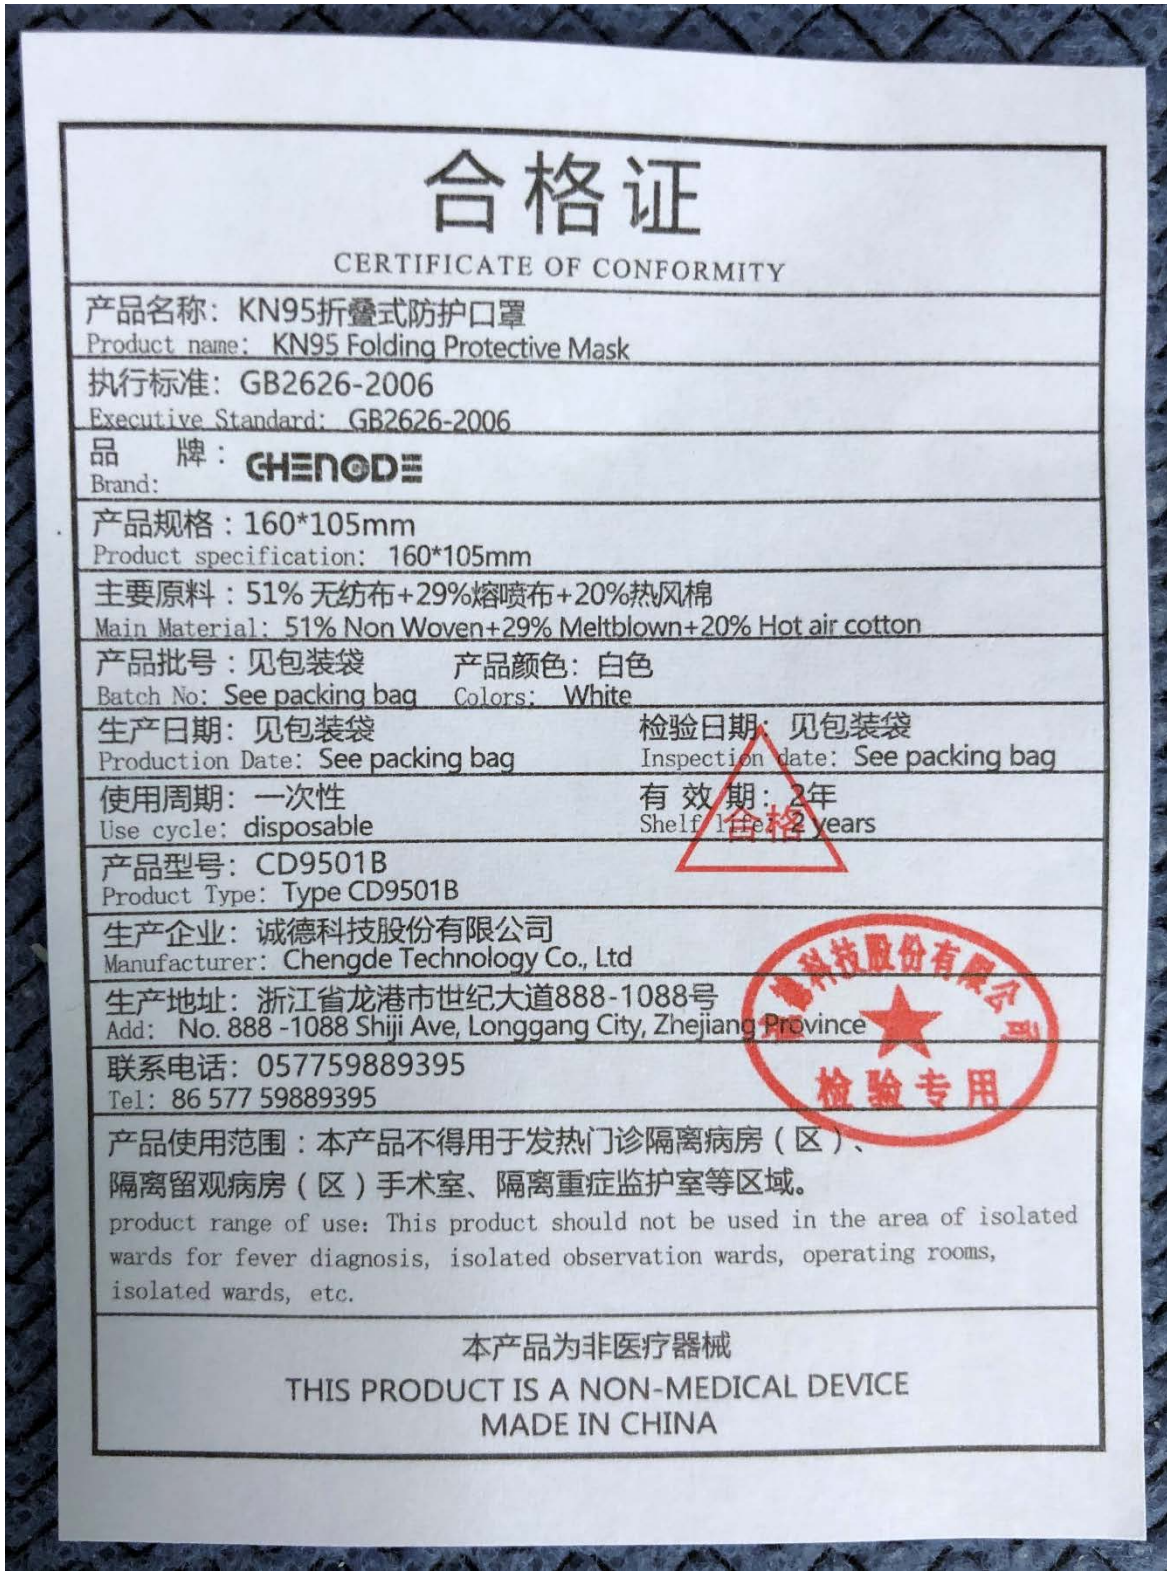 合格证
CERTIFICATE OF CONFORMITY
产品名称：KN95折叠式防护口罩
Product name: KN95 Folding Protective Mask
执行标准：GB2626-2006
Executive Standard: GB2626-2006
品 牌：
Brand: CHENGDE
产品规格：160*105mm
Product specification: 160*105mm
主要原料：51%无纺布+29%熔喷布+20%热风棉
Main Material: 51% Non Woven+29% Meltblown+20% Hot air cotton
产品批号：见包装袋 产品颜色：白色
Batch No: See packing bag Colors: White
生产日期：见包装袋 检验日期：见包装袋
Production Date: See packing bag Inspection date: See packing bag
使用周期：一次性 有效期：2年
Use cycle: disposable Shelf life: 2 years
合格
产品型号：CD9501B
Product Type: Type CD9501B
生产企业：诚德科技股份有限公司
Manufacturer: Chengde Technology Co., Ltd
生产地址：浙江省龙港市世纪大道888-1088号
Add: No. 888 -1088 Shiji Ave, Longgang City, Zhejiang Province
联系电话：057759889395
Tel: 86 577 59889395
诚德科技股份有限公司
检验专用
产品使用范围：本产品不得用于发热门诊隔离病房（区）、
隔离留观病房（区）手术室、隔离重症监护室等区域。
product range of use: This product should not be used in the area of isolated
wards for fever diagnosis, isolated observation wards, operating rooms,
isolated wards, etc.
本产品为非医疗器械
THIS PRODUCT IS A NON-MEDICAL DEVICE
MADE IN CHINA